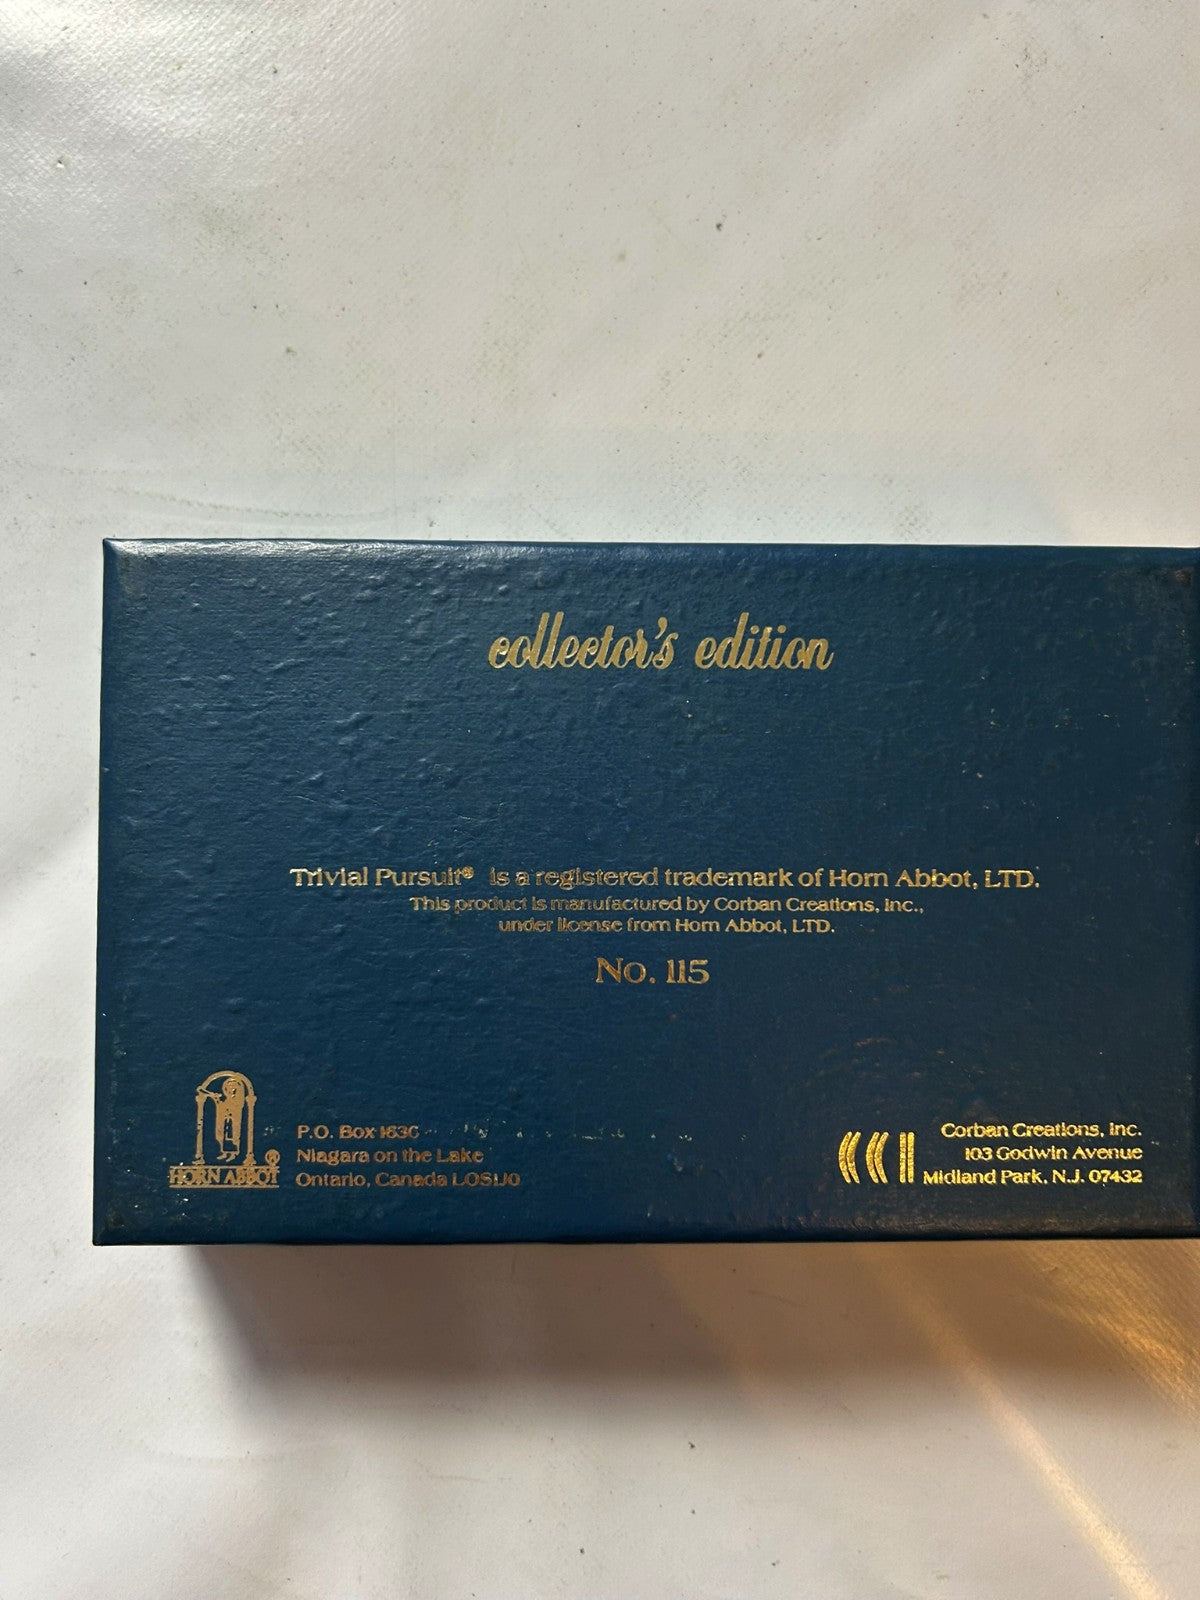 collector's edition
Trivial Pursuit® is a registered trademark of Horn Abbot, LTD.
This product is manufactured by Corban Creations, Inc.,
under license from Horn Abbot, LTD.
No. 115
HORN ABBOT ®
P.O. Box 1630
Niagara on the Lake
Ontario, Canada LOS1JO
CCI
Corban Creations, Inc.
103 Godwin Avenue
Midland Park, N.J. 07432